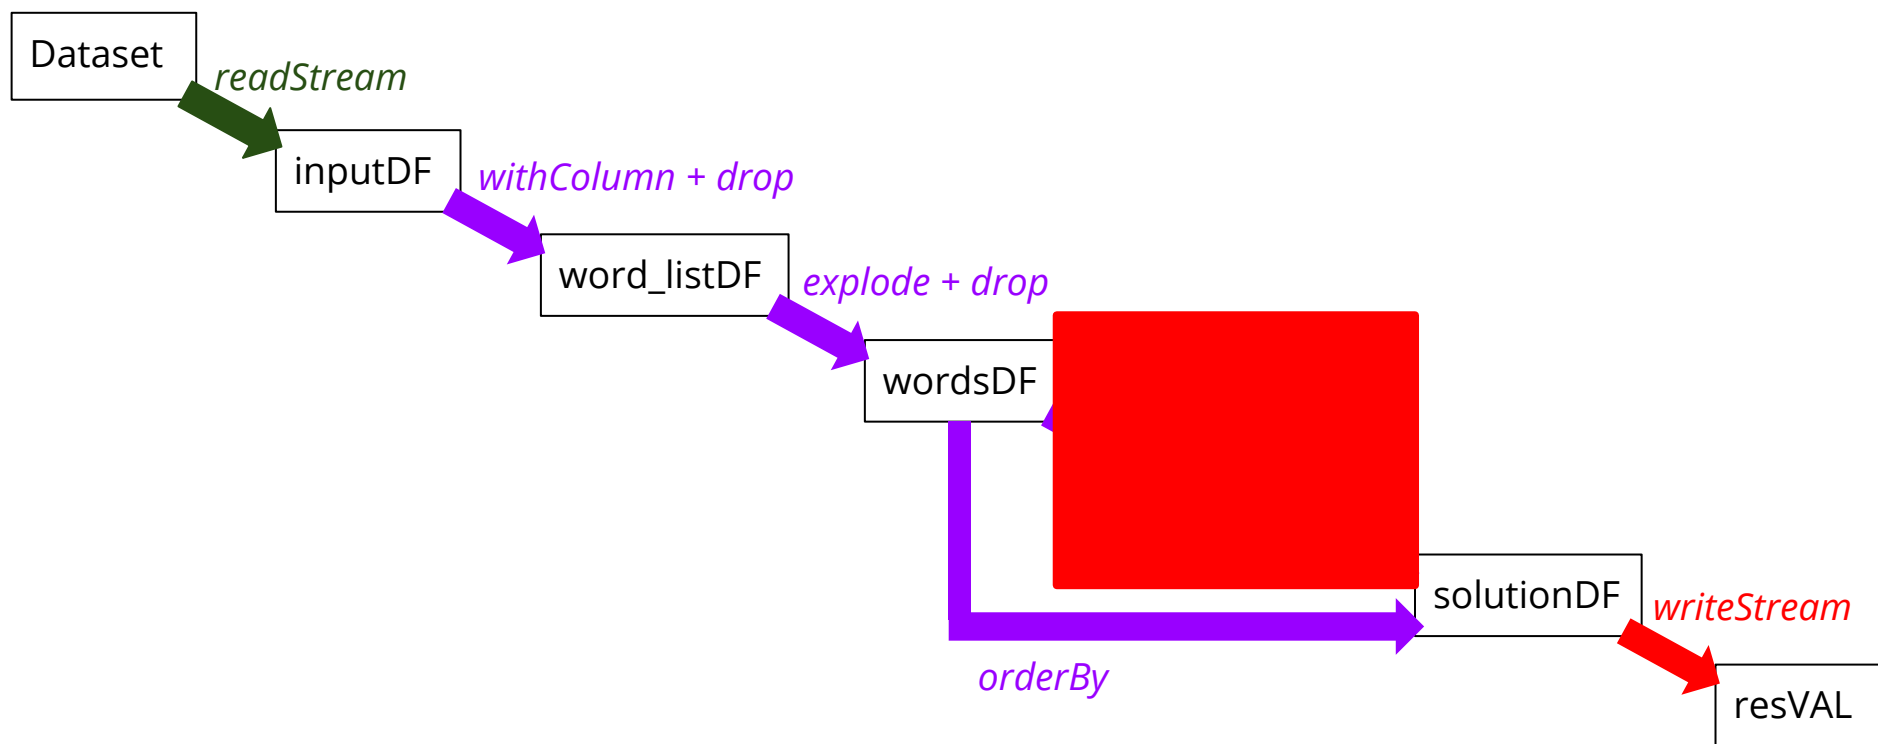 Dataset
readStream
inputDF
withColumn + drop
word_listDF
explode + drop
wordsDF
solutionDF
writeStream
orderBy
resVAL